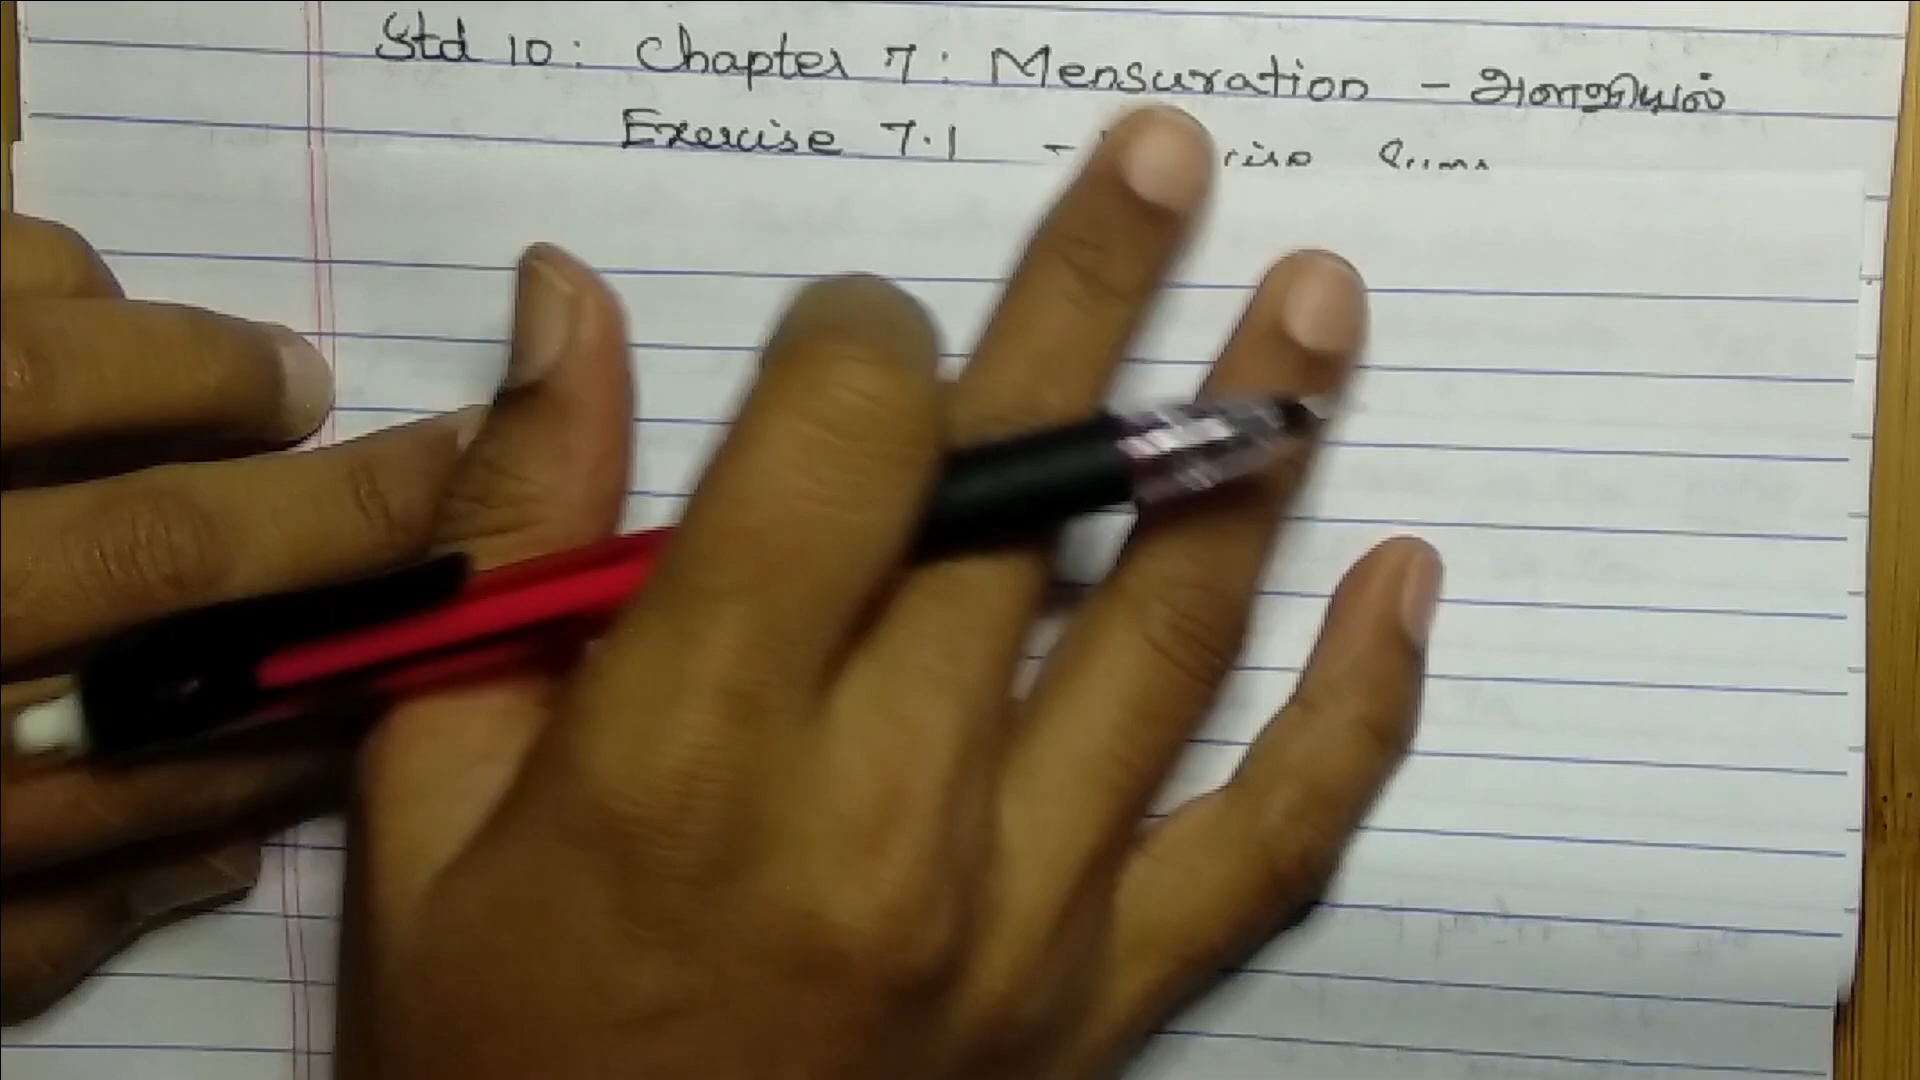 Std 10: Chapter 7: Mensuration - அளவியல்
Exercise 7.1 -